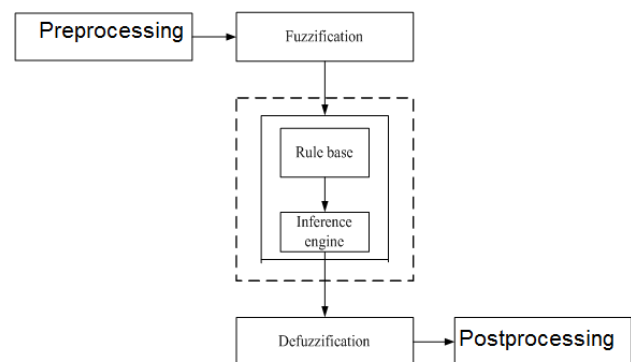 Preprocessing
Fuzzification
Rule base
Inference
engine
Defuzzification
Postprocessing